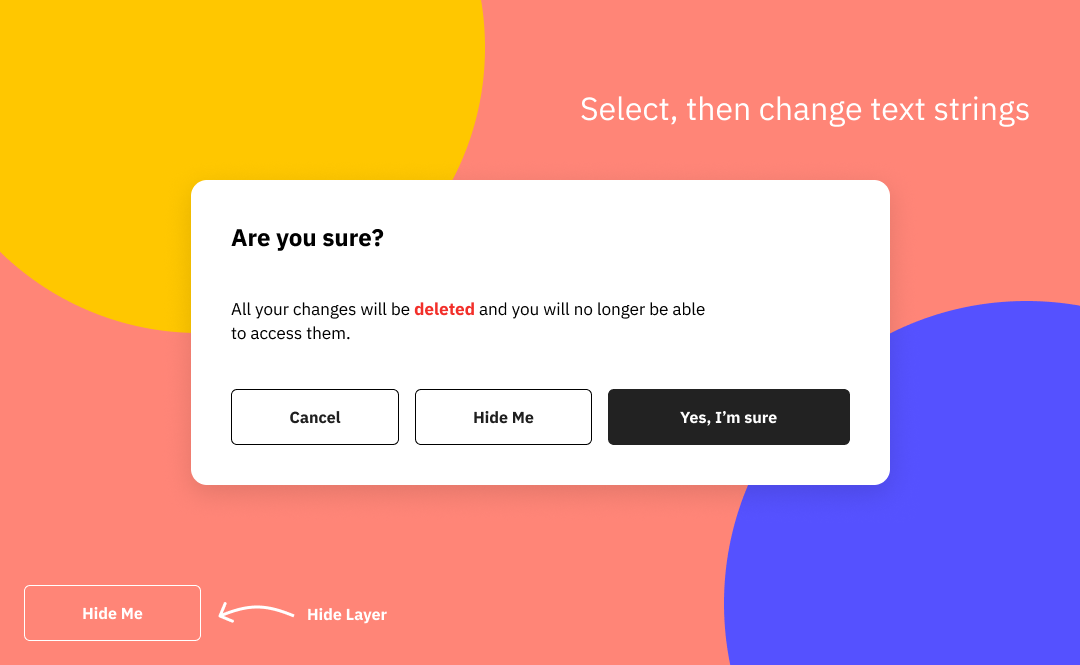 Select, then change text strings
Are you sure?
All your changes will be deleted and you will no longer be able
to access them.
Cancel
Hide Me
Yes, I’m sure
Hide Me
Hide Layer